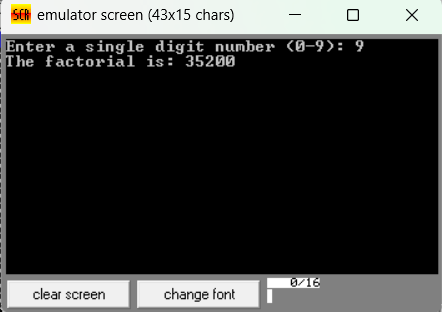 SCR emulator screen (43x15 chars)
Enter a single digit number (0-9): 9
The factorial is: 35200
clear screen change font 0/16